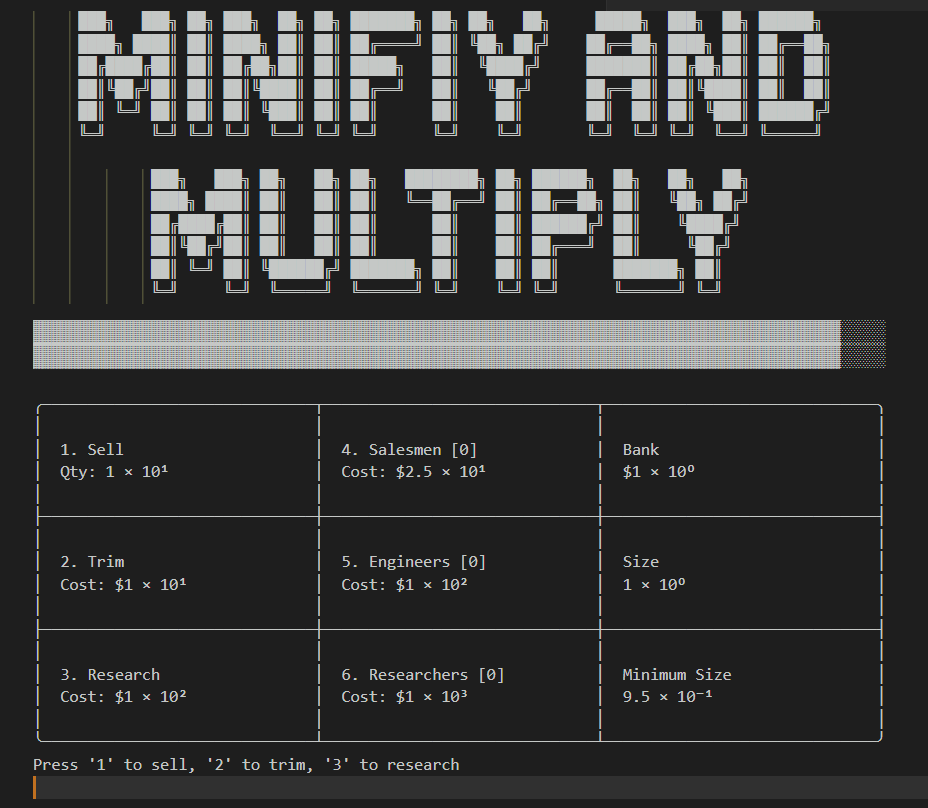 MINIFY AND
MULTIPLY
1. Sell
Qty: 1 × 10¹
4. Salesmen [0]
Cost: $2.5 × 10¹
Bank
$1 × 10⁰
2. Trim
Cost: $1 × 10¹
5. Engineers [0]
Cost: $1 × 10²
Size
1 × 10⁰
3. Research
Cost: $1 × 10²
6. Researchers [0]
Cost: $1 × 10³
Minimum Size
9.5 × 10⁻¹
Press '1' to sell, '2' to trim, '3' to research